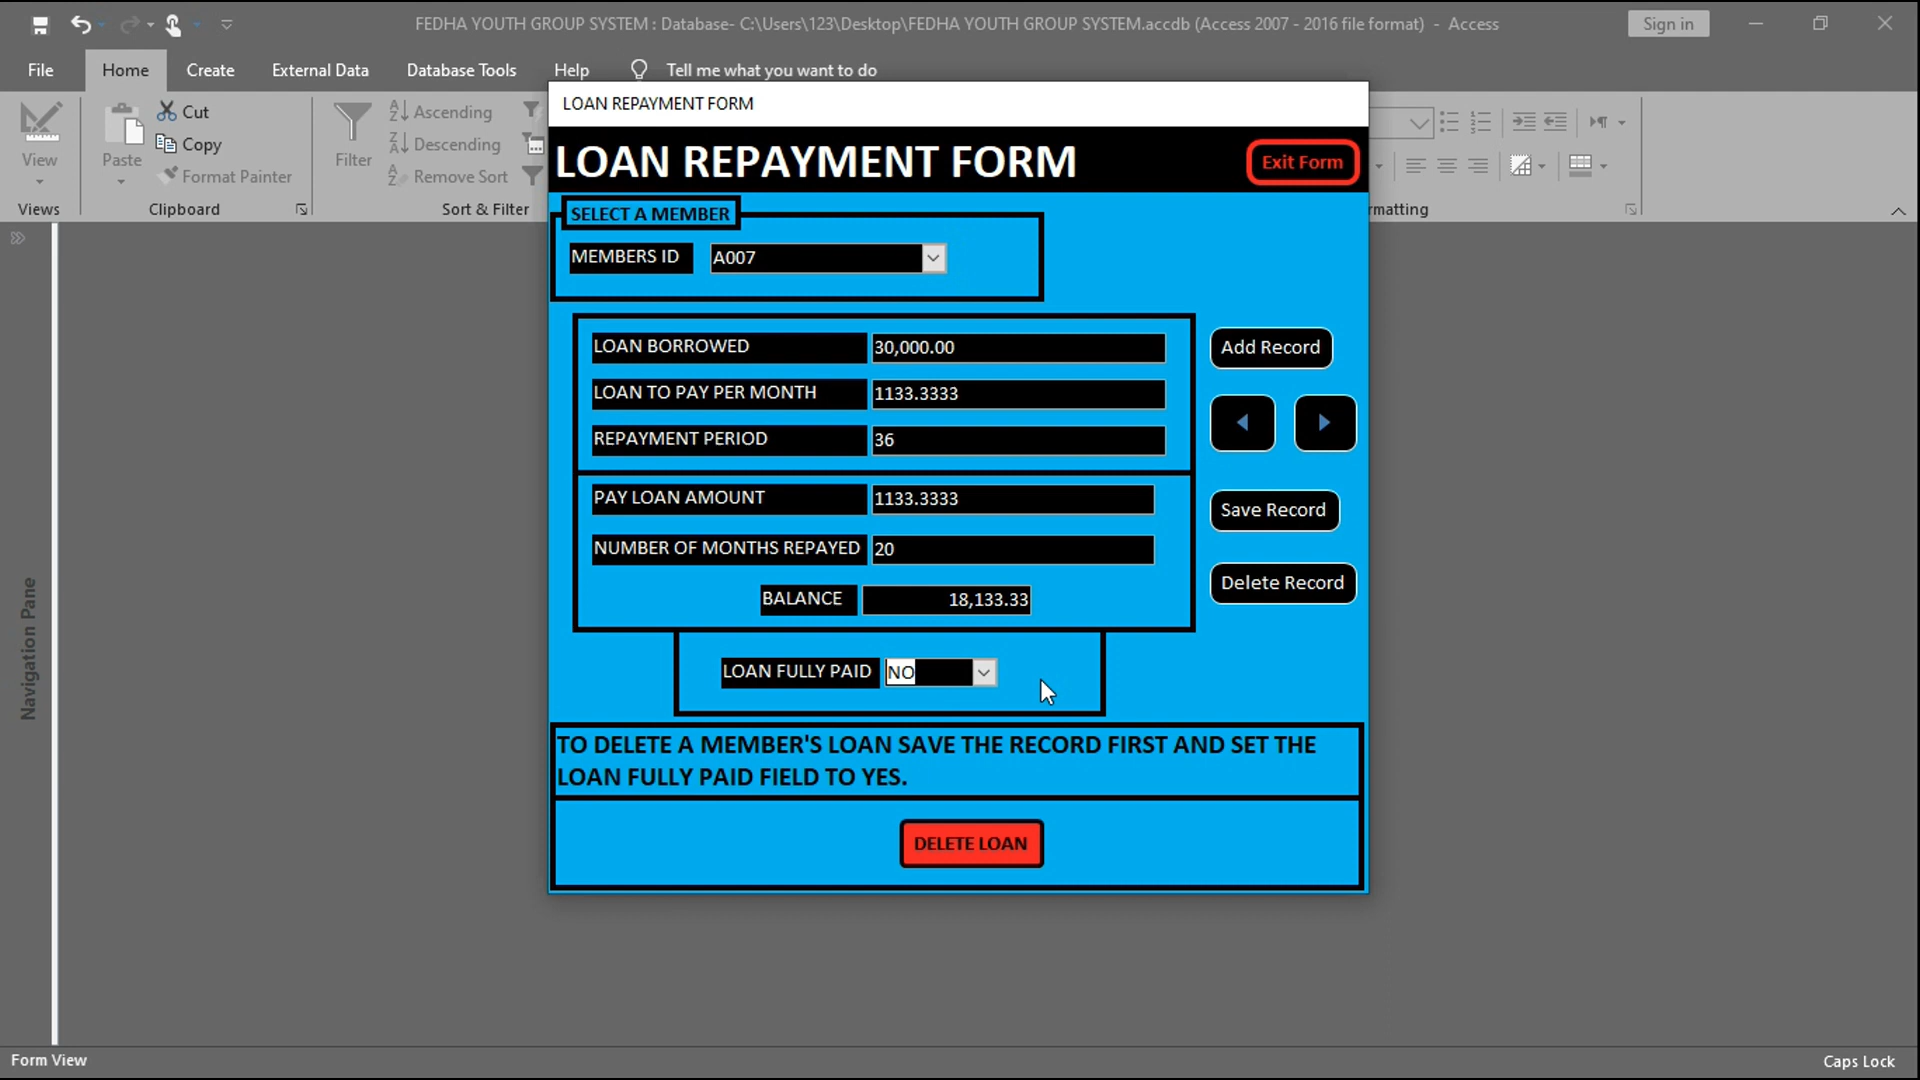 FEDHA YOUTH GROUP SYSTEM : Database- C:\Users\123\Desktop\FEDHA YOUTH GROUP SYSTEM.accdb (Access 2007 - 2016 file format) - Access
Sign in
File Home Create External Data Database Tools Help Tell me what you want to do
View
Views
Paste
Cut
Copy
Format Painter
Clipboard
Filter
Ascending
Descending
Remove Sort
Sort & Filter
matting
LOAN REPAYMENT FORM
LOAN REPAYMENT FORM
Exit Form
SELECT A MEMBER
MEMBERS ID A007
LOAN BORROWED 30,000.00
LOAN TO PAY PER MONTH 1133.3333
REPAYMENT PERIOD 36
PAY LOAN AMOUNT 1133.3333
NUMBER OF MONTHS REPAYED 20
BALANCE 18,133.33
LOAN FULLY PAID NO
Add Record
Save Record
Delete Record
TO DELETE A MEMBER'S LOAN SAVE THE RECORD FIRST AND SET THE
LOAN FULLY PAID FIELD TO YES.
DELETE LOAN
Navigation Pane
Form View
Caps Lock